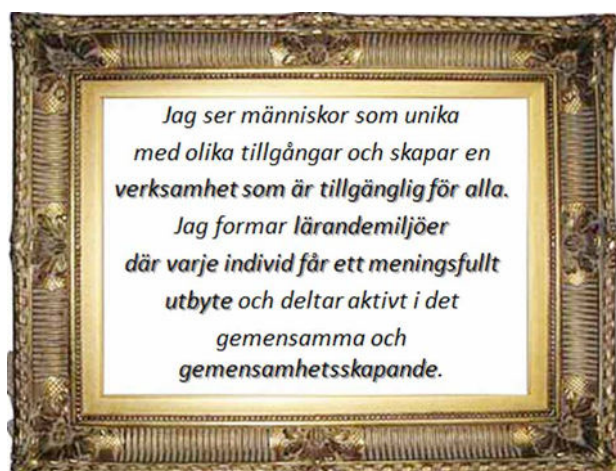 Jag ser människor som unika
med olika tillgångar och skapar en
verksamhet som är tillgänglig för alla.
Jag formar lärandemiljöer
där varje individ får ett meningsfullt
utbyte och deltar aktivt i det
gemensamma och
gemensamhetsskapande.